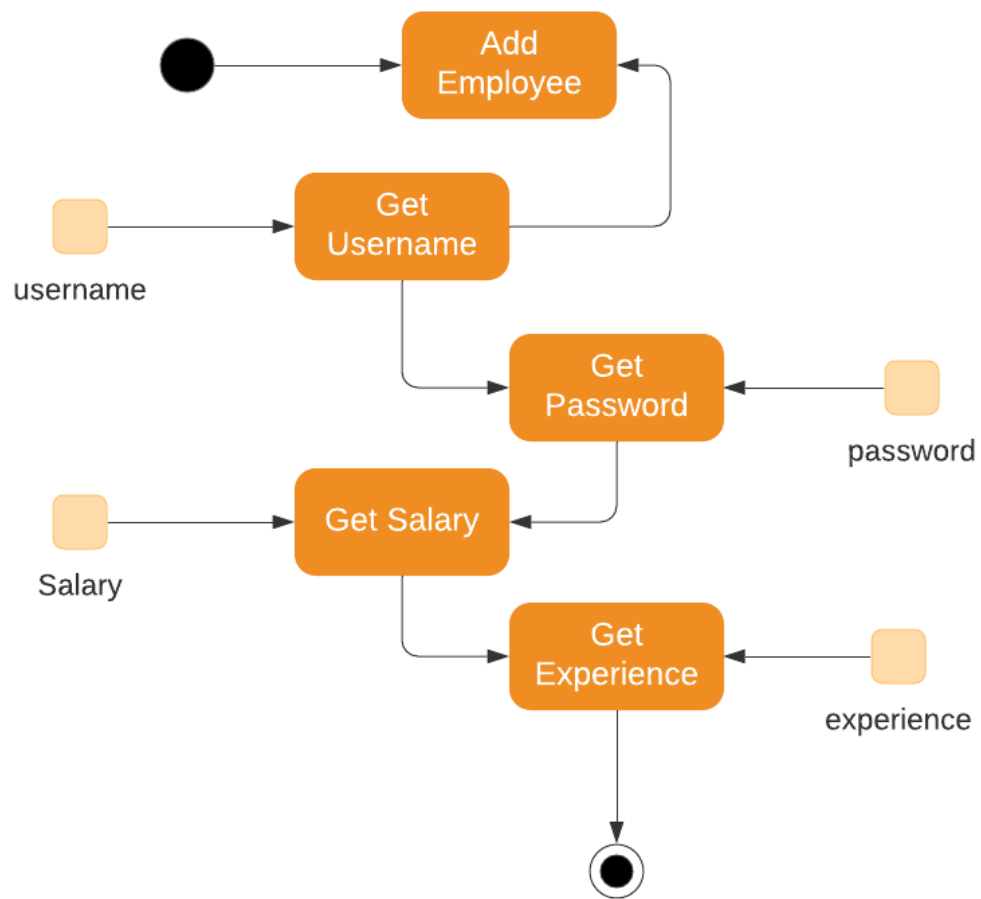 Add
Employee
Get
Username
username
Get
Password
password
Get Salary
Salary
Get
Experience
experience